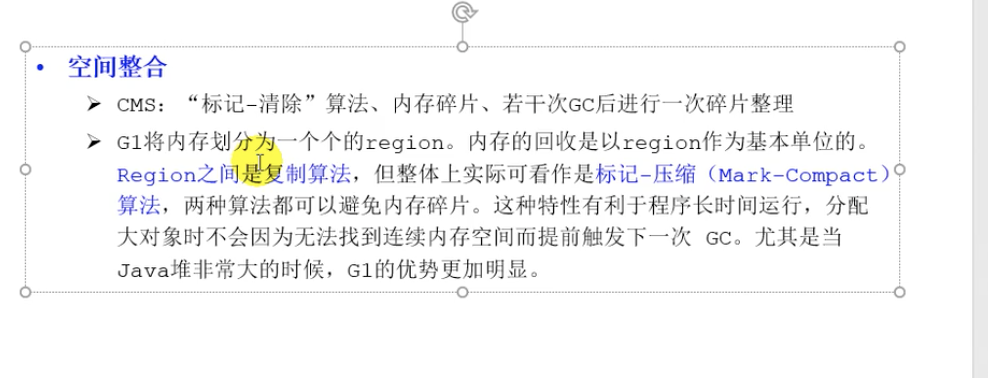 • 空间整合
➤ CMS：“标记-清除”算法、内存碎片、若干次GC后进行一次碎片整理
➤ G1将内存划分为一个个的region。内存的回收是以region作为基本单位的。
Region之间是复制算法，但整体上实际可看作是标记-压缩（Mark-Compact）
算法，两种算法都可以避免内存碎片。这种特性有利于程序长时间运行，分配
大对象时不会因为无法找到连续内存空间而提前触发下一次 GC。尤其是当
Java堆非常大的时候，G1的优势更加明显。